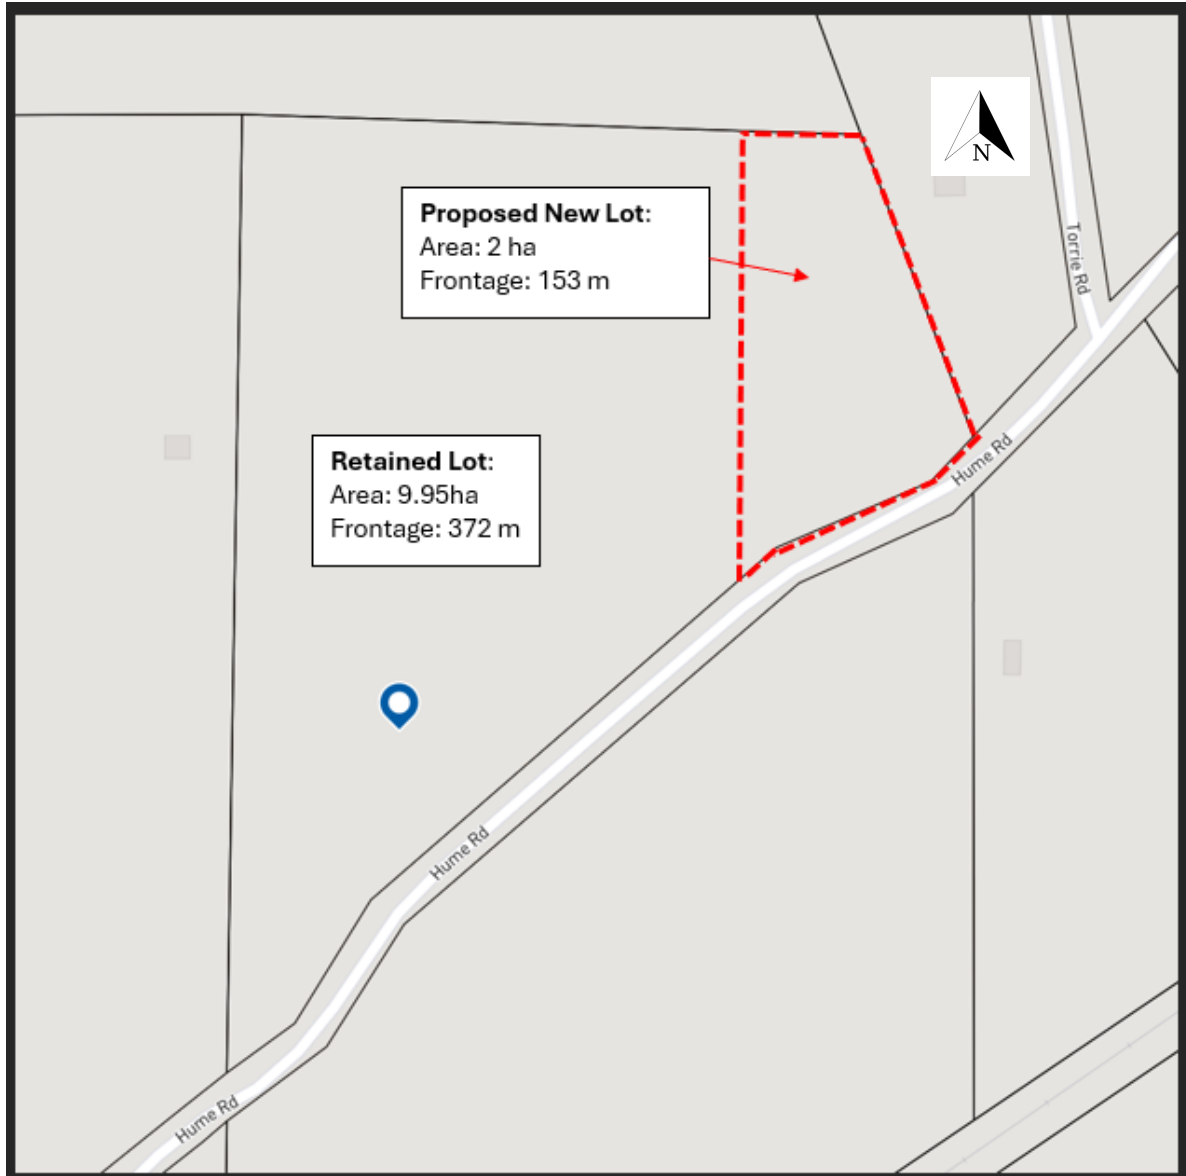 N
Torrie Rd
Proposed New Lot:
Area: 2 ha
Frontage: 153 m
Hume Rd
Retained Lot:
Area: 9.95ha
Frontage: 372 m
Hume Rd
Hume Rd